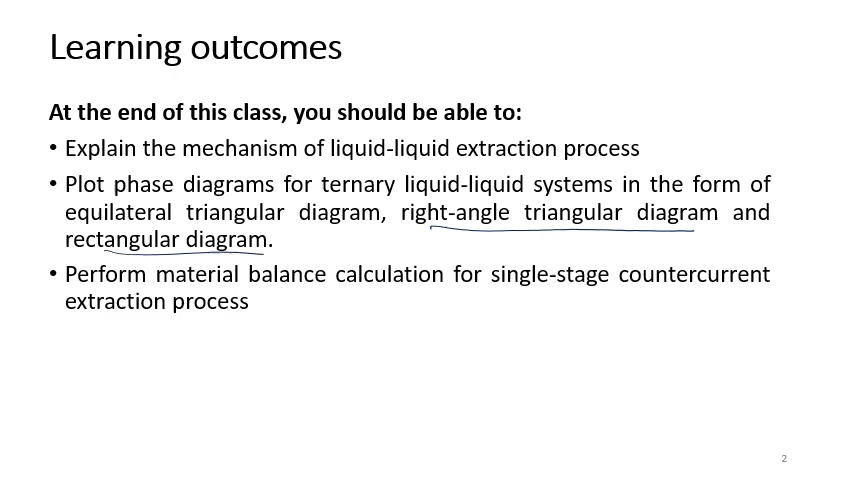 Learning outcomes
At the end of this class, you should be able to:
• Explain the mechanism of liquid-liquid extraction process
• Plot phase diagrams for ternary liquid-liquid systems in the form of
equilateral triangular diagram, right-angle triangular diagram and
rectangular diagram.
• Perform material balance calculation for single-stage countercurrent
extraction process
2